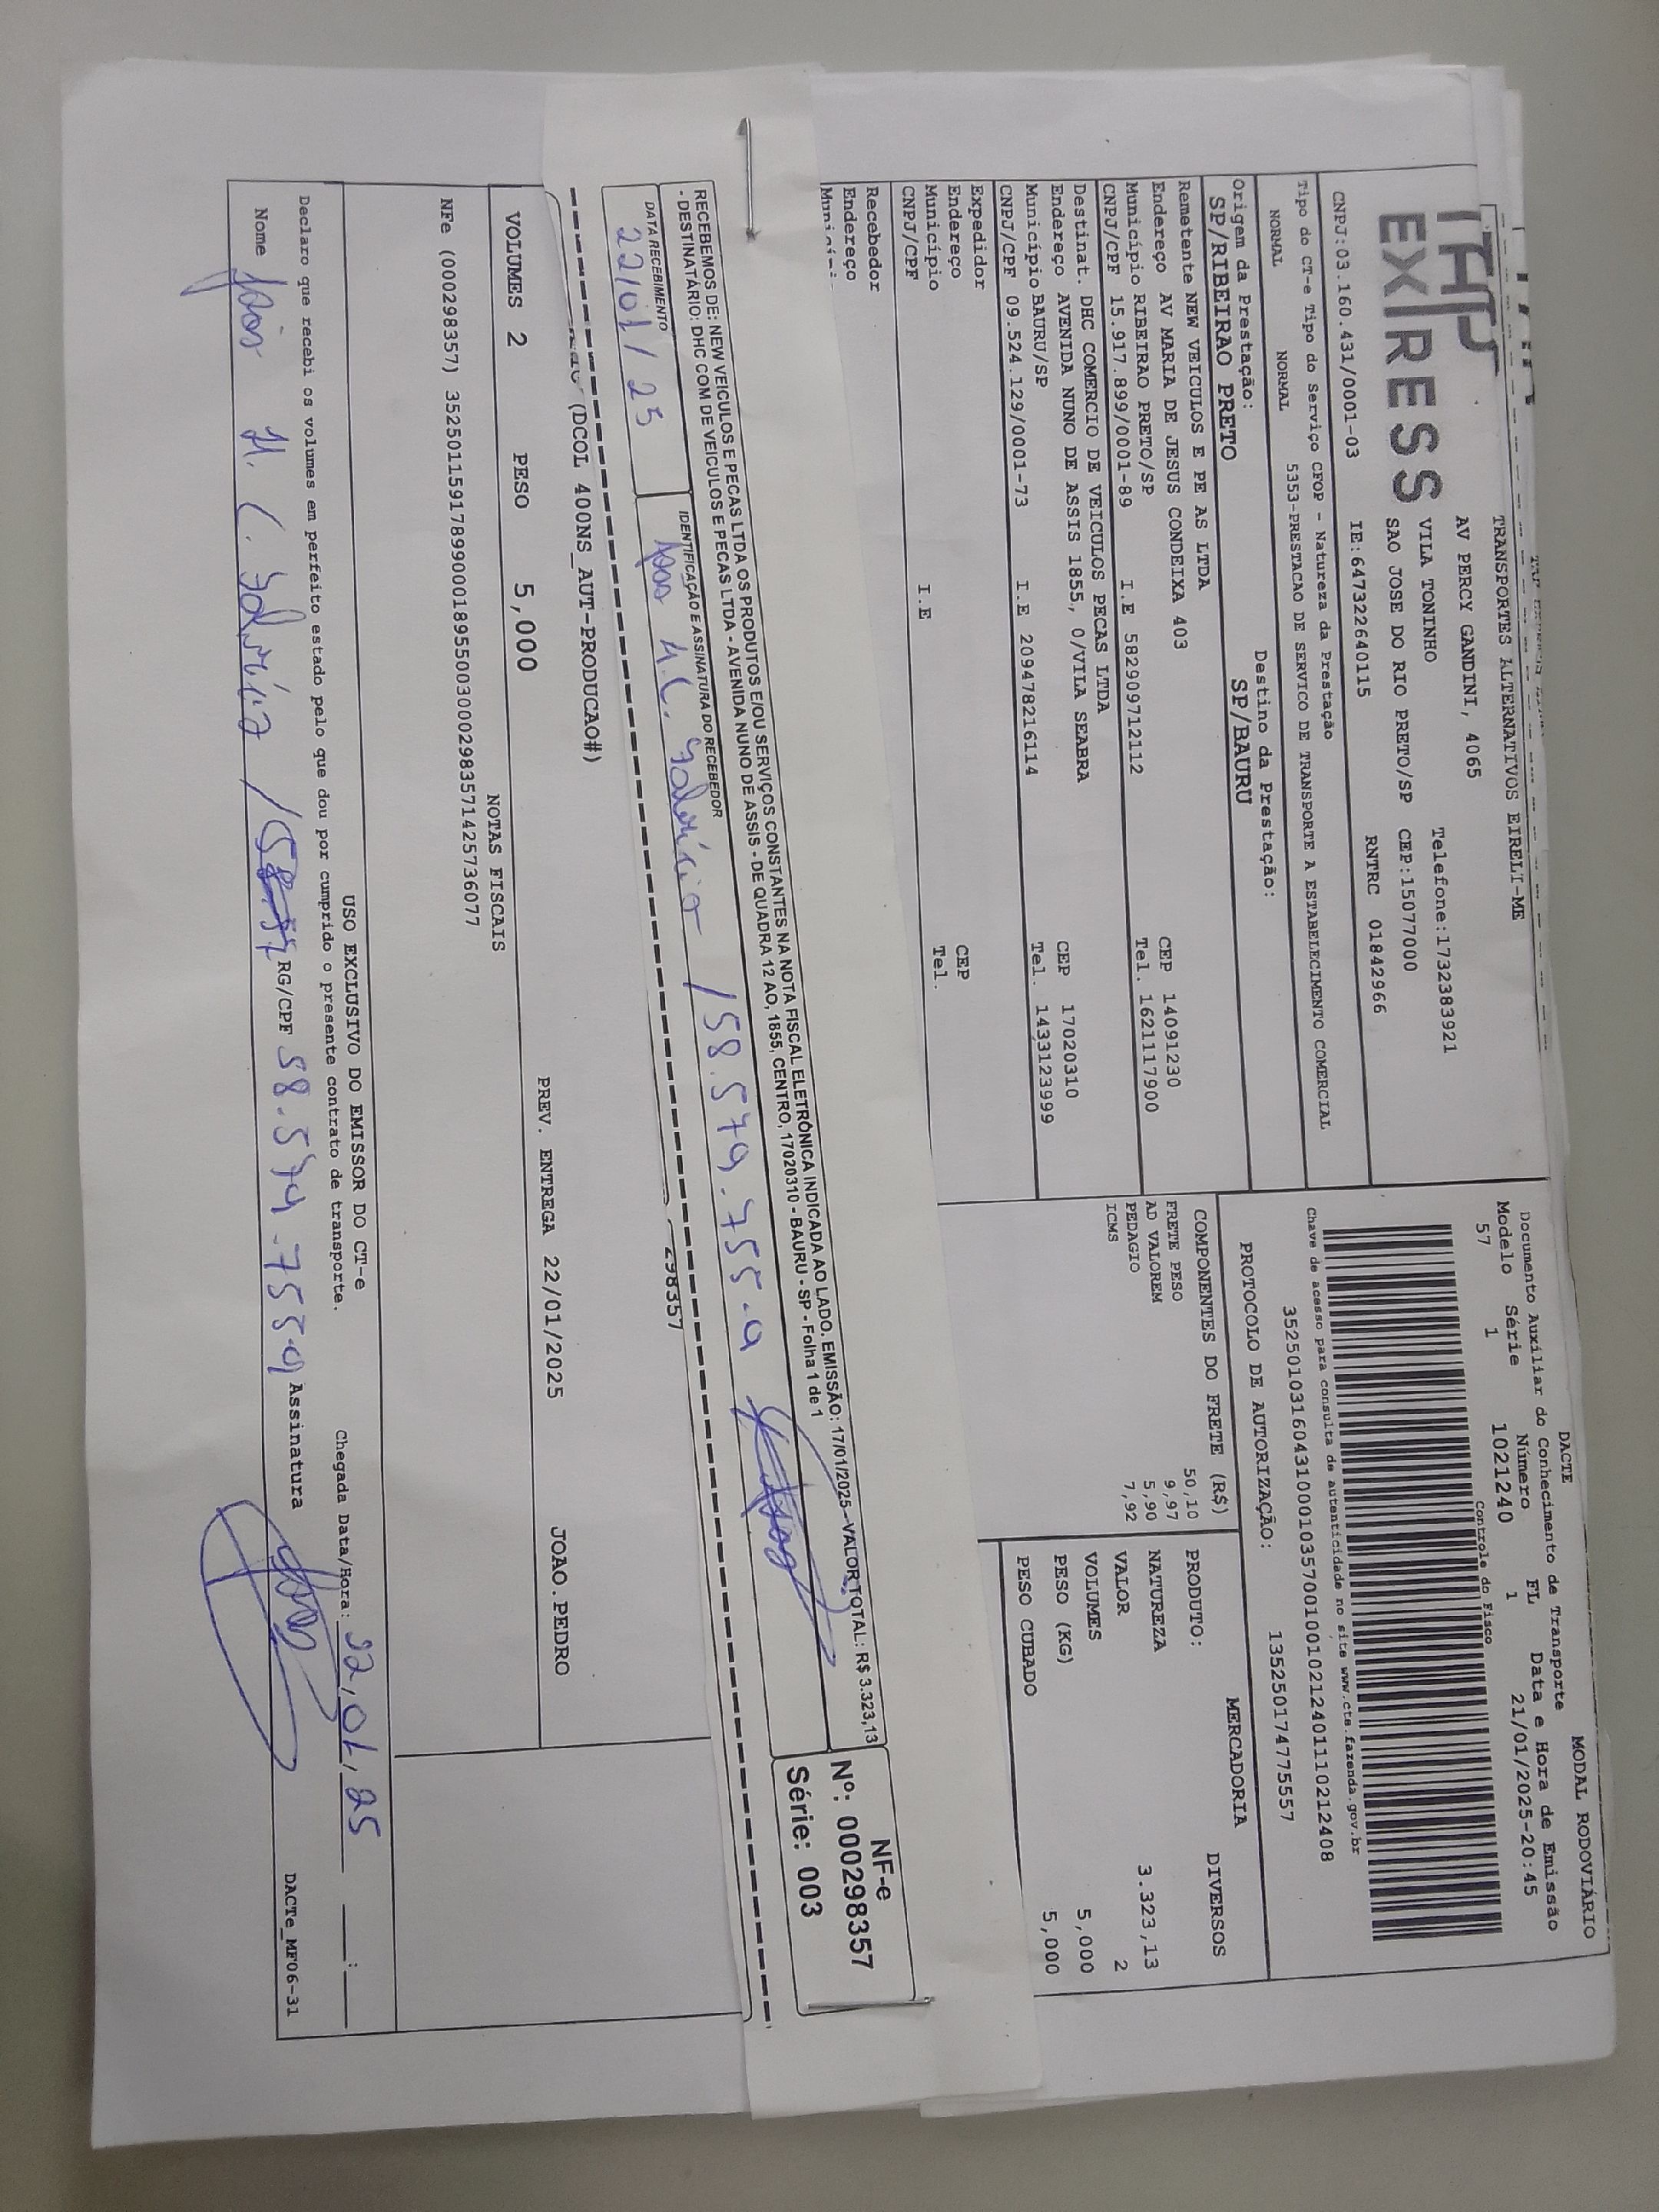 TRANSPORTES ALTERNATIVOS EIRELI-ME
EXPRESS
AV PERCY GANDINI, 4065
VILA TONINHO Telefone:1732383921
SAO JOSE DO RIO PRETO/SP CEP:15077000
CNPJ:03.160.431/0001-03 IE:647322640115 RNTRC 01842966
Tipo do CT-e Tipo do Serviço CFOP - Natureza da Prestação
NORMAL NORMAL 5353-PRESTACAO DE SERVICO DE TRANSPORTE A ESTABELECIMENTO COMERCIAL
Origem da Prestação: Destino da Prestação:
SP/RIBEIRAO PRETO SP/BAURU
Remetente NEW VEICULOS E PE AS LTDA
Endereço AV MARIA DE JESUS CONDEIXA 403 CEP 14091230
Município RIBEIRAO PRETO/SP Tel. 1621117900
CNPJ/CPF 15.917.899/0001-89 I.E 582909712112
Destinat. DHC COMERCIO DE VEICULOS PECAS LTDA
Endereço AVENIDA NUNO DE ASSIS 1855, 0/VILA SEABRA CEP 17020310
Município BAURU/SP Tel. 1433123999
CNPJ/CPF 09.524.129/0001-73 I.E 209478216114
Expedidor
Endereço CEP
Município Tel.
CNPJ/CPF I.E
Recebedor
Endereço
DACTE MODAL RODOVIÁRIO
Documento Auxiliar do Conhecimento de Transporte
Modelo Série Número FL Data e Hora de Emissão
57 1 1021240 1 21/01/2025-20:45
Controle do Fisco
Chave de acesso para consulta de autenticidade no site www.cte.fazenda.gov.br
35250103160431000103570010010212401110212408
PROTOCOLO DE AUTORIZAÇÃO: 135250174775557
COMPONENTES DO FRETE (R$)
FRETE PESO 50,10
AD VALOREM 9,97
PEDAGIO 5,90
ICMS 7,92
MERCADORIA
PRODUTO: DIVERSOS
NATUREZA
VALOR 3.323,13
VOLUMES 2
PESO (KG) 5,000
PESO CUBADO 5,000
RECEBEMOS DE: NEW VEICULOS E PECAS LTDA OS PRODUTOS E/OU SERVIÇOS CONSTANTES NA NOTA FISCAL ELETRÔNICA INDICADA AO LADO. EMISSÃO: 17/01/2025 - VALOR TOTAL: R$ 3.323,13
- DESTINATÁRIO: DHC COM DE VEICULOS E PECAS LTDA - AVENIDA NUNO DE ASSIS - DE QUADRA 12 AO, 1855, CENTRO, 17020310 - BAURU - SP - Folha 1 de 1
DATA RECEBIMENTO IDENTIFICAÇÃO E ASSINATURA DO RECEBEDOR
22/01/25 58.579.755-9
NF-e
Nº: 000298357
Série: 003
298357
(DCOL 400NS_AUT-PRODUCAO#)
VOLUMES 2 PESO 5,000 PREV. ENTREGA 22/01/2025 JOAO.PEDRO
NOTAS FISCAIS
NFe (000298357) 35250115917899000189550030002983571425736077
USO EXCLUSIVO DO EMISSOR DO CT-e
Declaro que recebi os volumes em perfeito estado pelo que dou por cumprido o presente contrato de transporte. Chegada Data/Hora: 22,01,25 __:__
Nome RG/CPF 58.579.755-9 Assinatura
DACTe_MF06-31